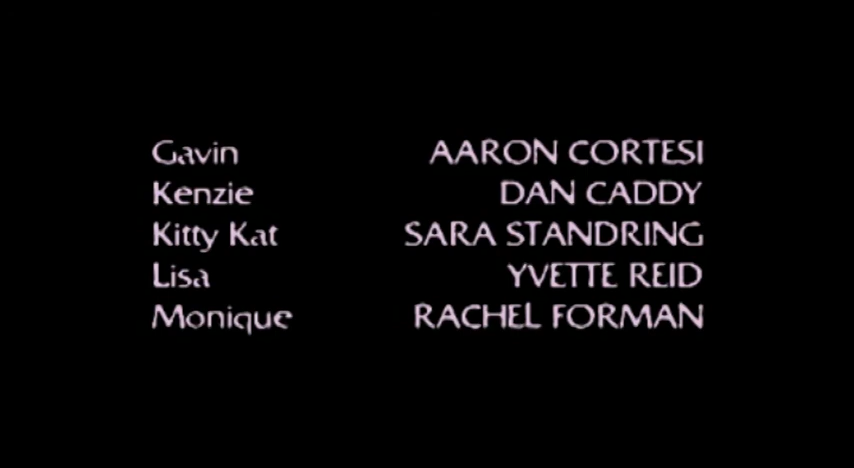 Gavin AARON CORTESI
Kenzie DAN CADDY
Kitty Kat SARA STANDRING
Lisa YVETTE REID
Monique RACHEL FORMAN